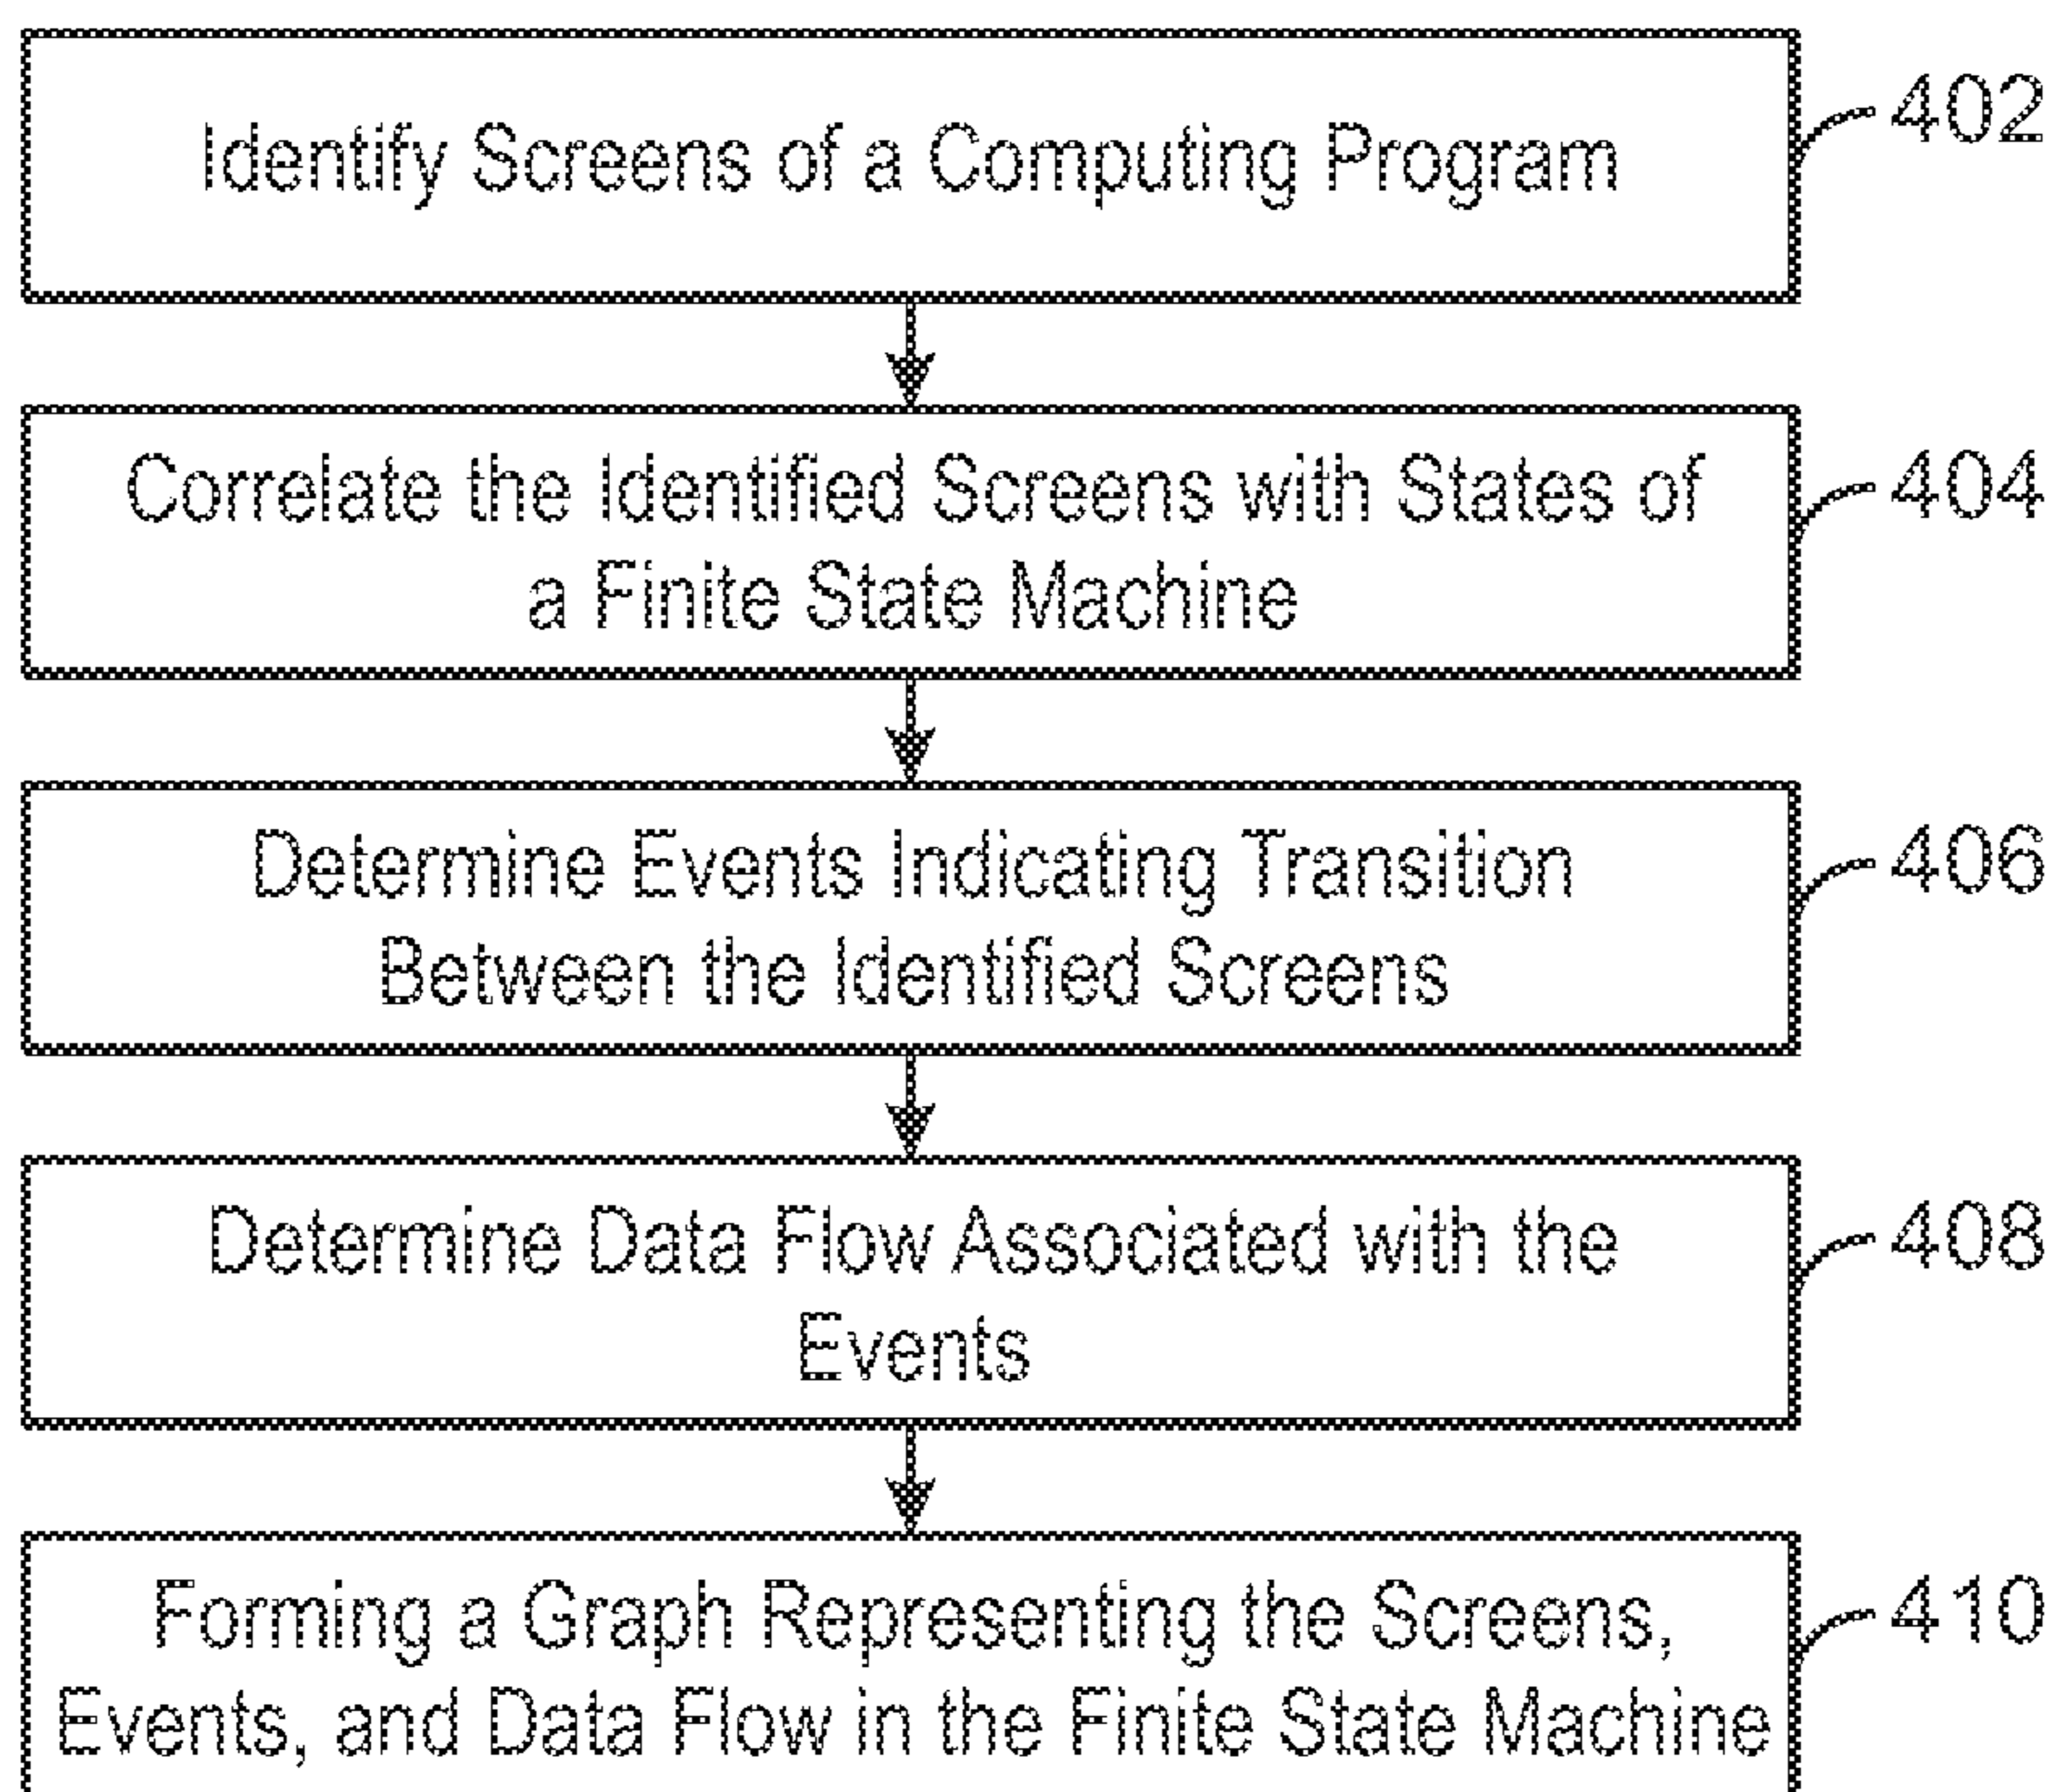 Identify Screens of a Computing Program
402
Correlate the Identified Screens with States of
a Finite State Machine
404
Determine Events Indicating Transition
Between the Identified Screens
406
Determine Data Flow Associated with the
Events
408
Forming a Graph Representing the Screens,
Events, and Data Flow in the Finite State Machine
410